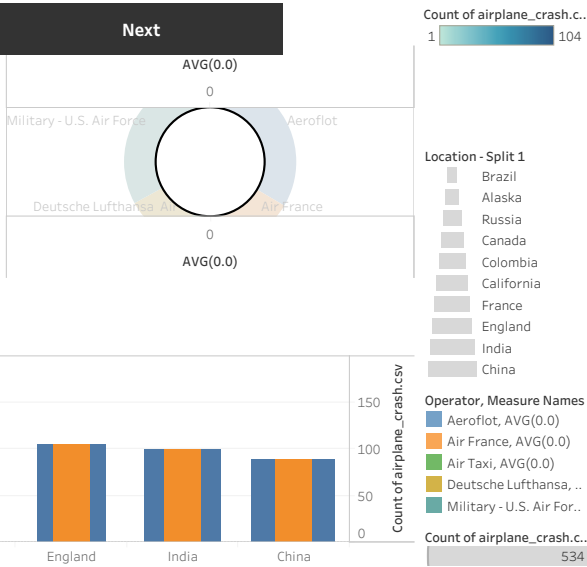 Next
AVG(0.0)
0
Military - U.S. Air Force
Aeroflot
Deutsche Lufthansa
Air France
0
AVG(0.0)
150
100
50
0
Count of airplane_crash.csv
England
India
China
Count of airplane_crash.c..
1
104
Location - Split 1
Brazil
Alaska
Russia
Canada
Colombia
California
France
England
India
China
Operator, Measure Names
Aeroflot, AVG(0.0)
Air France, AVG(0.0)
Air Taxi, AVG(0.0)
Deutsche Lufthansa, ..
Military - U.S. Air For..
Count of airplane_crash.c..
534